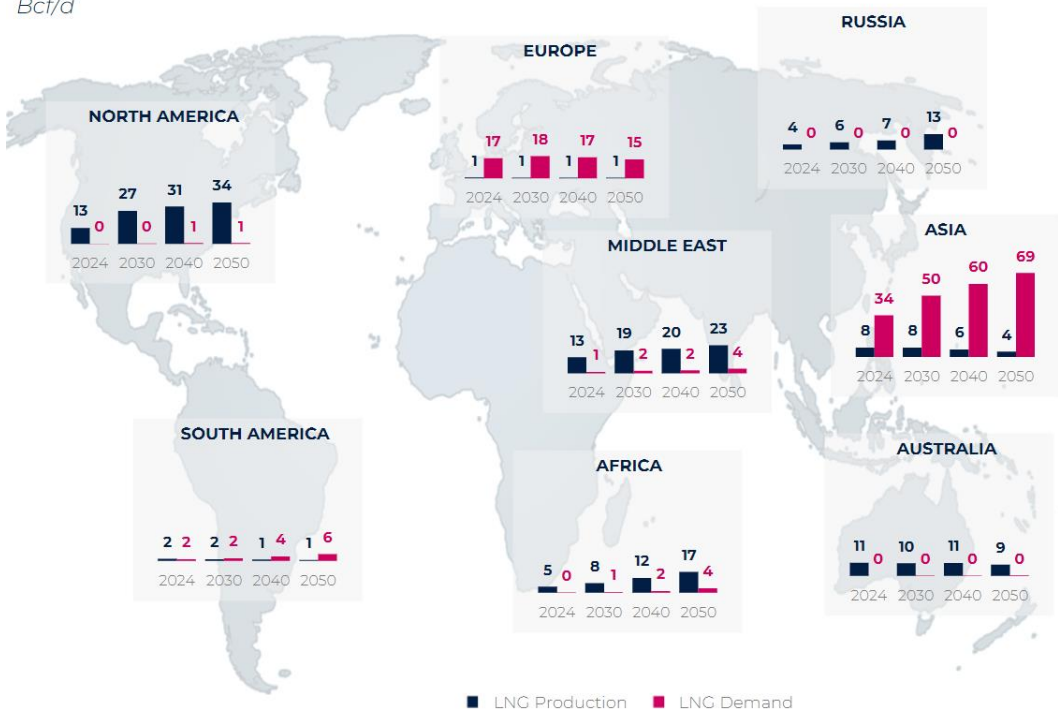 Bcf/d
RUSSIA
4 0 6 0 7 0 13 0
2024 2030 2040 2050
EUROPE
1 17 1 18 1 17 1 15
2024 2030 2040 2050
NORTH AMERICA
13 0 27 0 31 1 34 1
2024 2030 2040 2050
ASIA
8 34 8 50 6 60 4 69
2024 2030 2040 2050
MIDDLE EAST
13 1 19 2 20 2 23 4
2024 2030 2040 2050
SOUTH AMERICA
2 2 2 2 1 4 1 6
2024 2030 2040 2050
AFRICA
5 0 8 1 12 2 17 4
2024 2030 2040 2050
AUSTRALIA
11 0 10 0 11 0 9 0
2024 2030 2040 2050
LNG Production LNG Demand